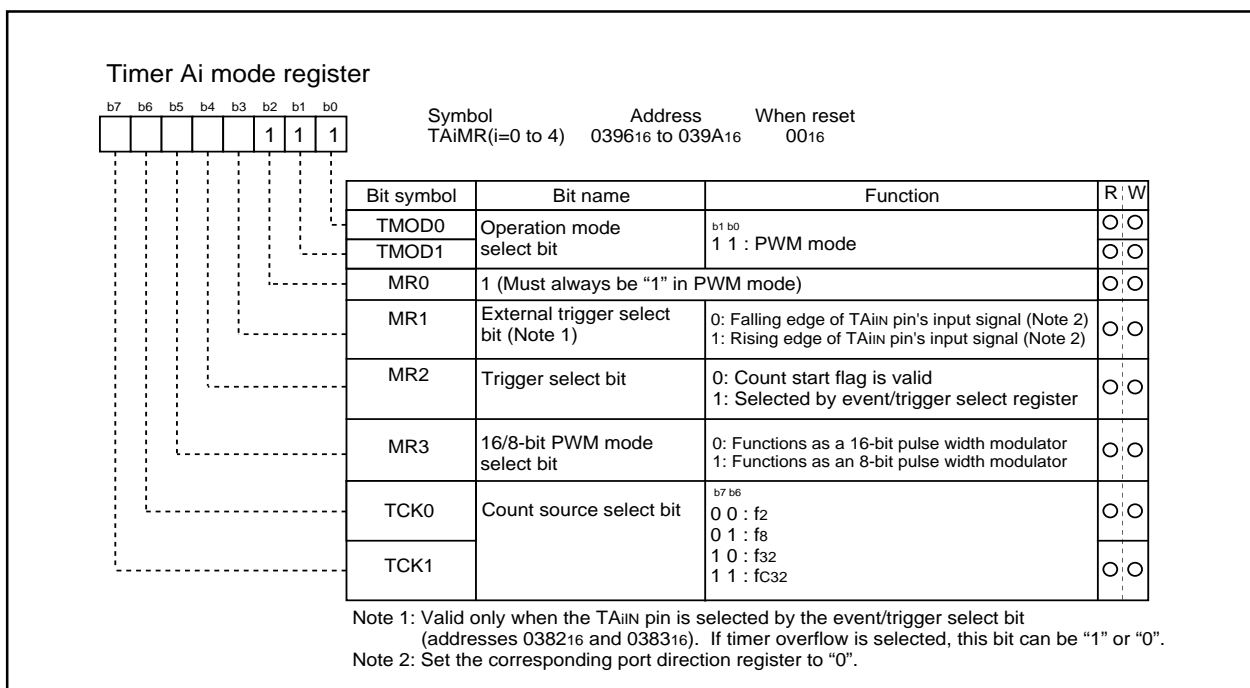 Timer Ai mode register
b7 b6 b5 b4 b3 b2 b1 b0
1 1 1
Symbol Address When reset
TAiMR(i=0 to 4) 039616 to 039A16 0016
Bit symbol Bit name Function R W
TMOD0 Operation mode select bit b1 b0
TMOD1 1 1 : PWM mode
MR0 1 (Must always be “1” in PWM mode)
MR1 External trigger select bit (Note 1) 0: Falling edge of TAiIN pin's input signal (Note 2)
1: Rising edge of TAiIN pin's input signal (Note 2)
MR2 Trigger select bit 0: Count start flag is valid
1: Selected by event/trigger select register
MR3 16/8-bit PWM mode select bit 0: Functions as a 16-bit pulse width modulator
1: Functions as an 8-bit pulse width modulator
TCK0 Count source select bit b7 b6
0 0 : f2
0 1 : f8
TCK1 1 0 : f32
1 1 : fC32
Note 1: Valid only when the TAiIN pin is selected by the event/trigger select bit
(addresses 038216 and 038316). If timer overflow is selected, this bit can be “1” or “0”.
Note 2: Set the corresponding port direction register to “0”.